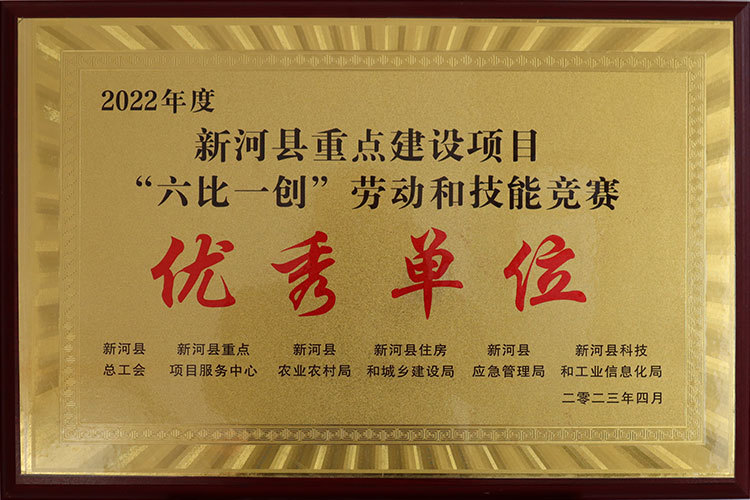 2022年度
新河县重点建设项目
“六比一创”劳动和技能竞赛
优秀单位
新河县 新河县重点 新河县 新河县住房 新河县 新河县科技
总工会 项目服务中心 农业农村局 和城乡建设局 应急管理局 和工业信息化局
二零二三年四月